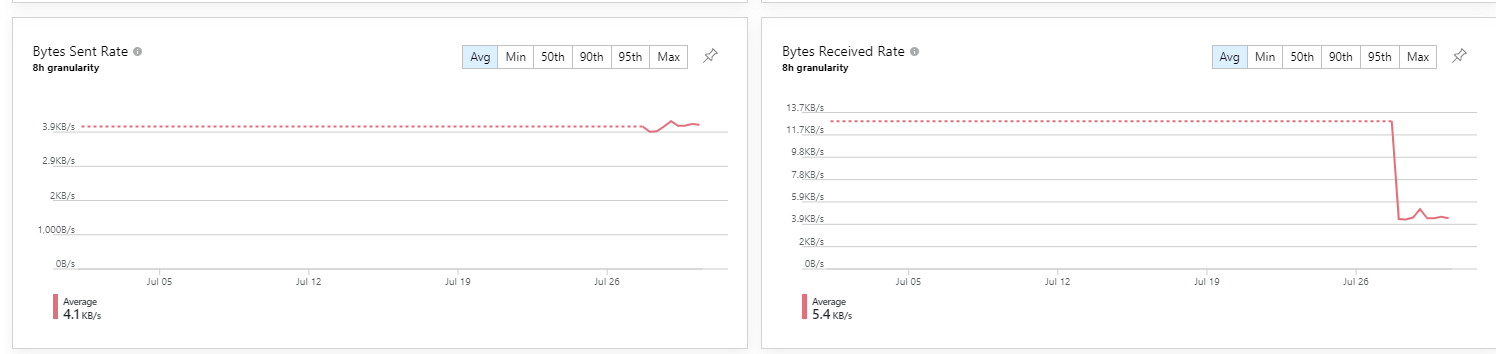 Bytes Sent Rate
8h granularity
Avg Min 50th 90th 95th Max
3.9KB/s
2.9KB/s
2KB/s
1,000B/s
0B/s
Jul 05 Jul 12 Jul 19 Jul 26
Average
4.1 KB/s
Bytes Received Rate
8h granularity
Avg Min 50th 90th 95th Max
13.7KB/s
11.7KB/s
9.8KB/s
7.8KB/s
5.9KB/s
3.9KB/s
2KB/s
0B/s
Jul 05 Jul 12 Jul 19 Jul 26
Average
5.4 KB/s